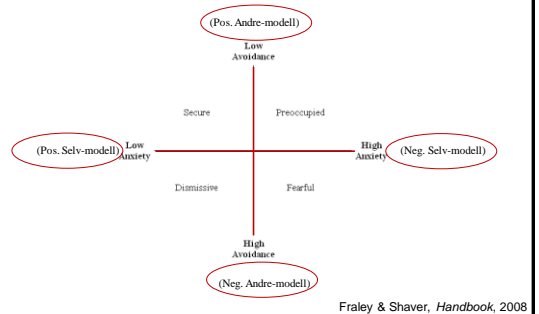 (Pos. Andre-modell)
Low
Avoidance
Secure
Preoccupied
(Pos. Selv-modell)
Low
Anxiety
High
Anxiety
(Neg. Selv-modell)
Dismissive
Fearful
High
Avoidance
(Neg. Andre-modell)
Fraley & Shaver, Handbook, 2008